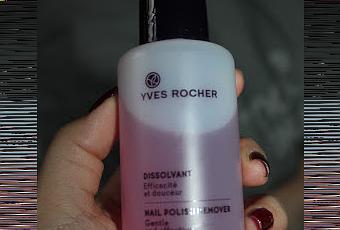 YVES ROCHER
DISSOLVANT
Efficacité
et douceur
NAIL POLISH REMOVER
Gentle